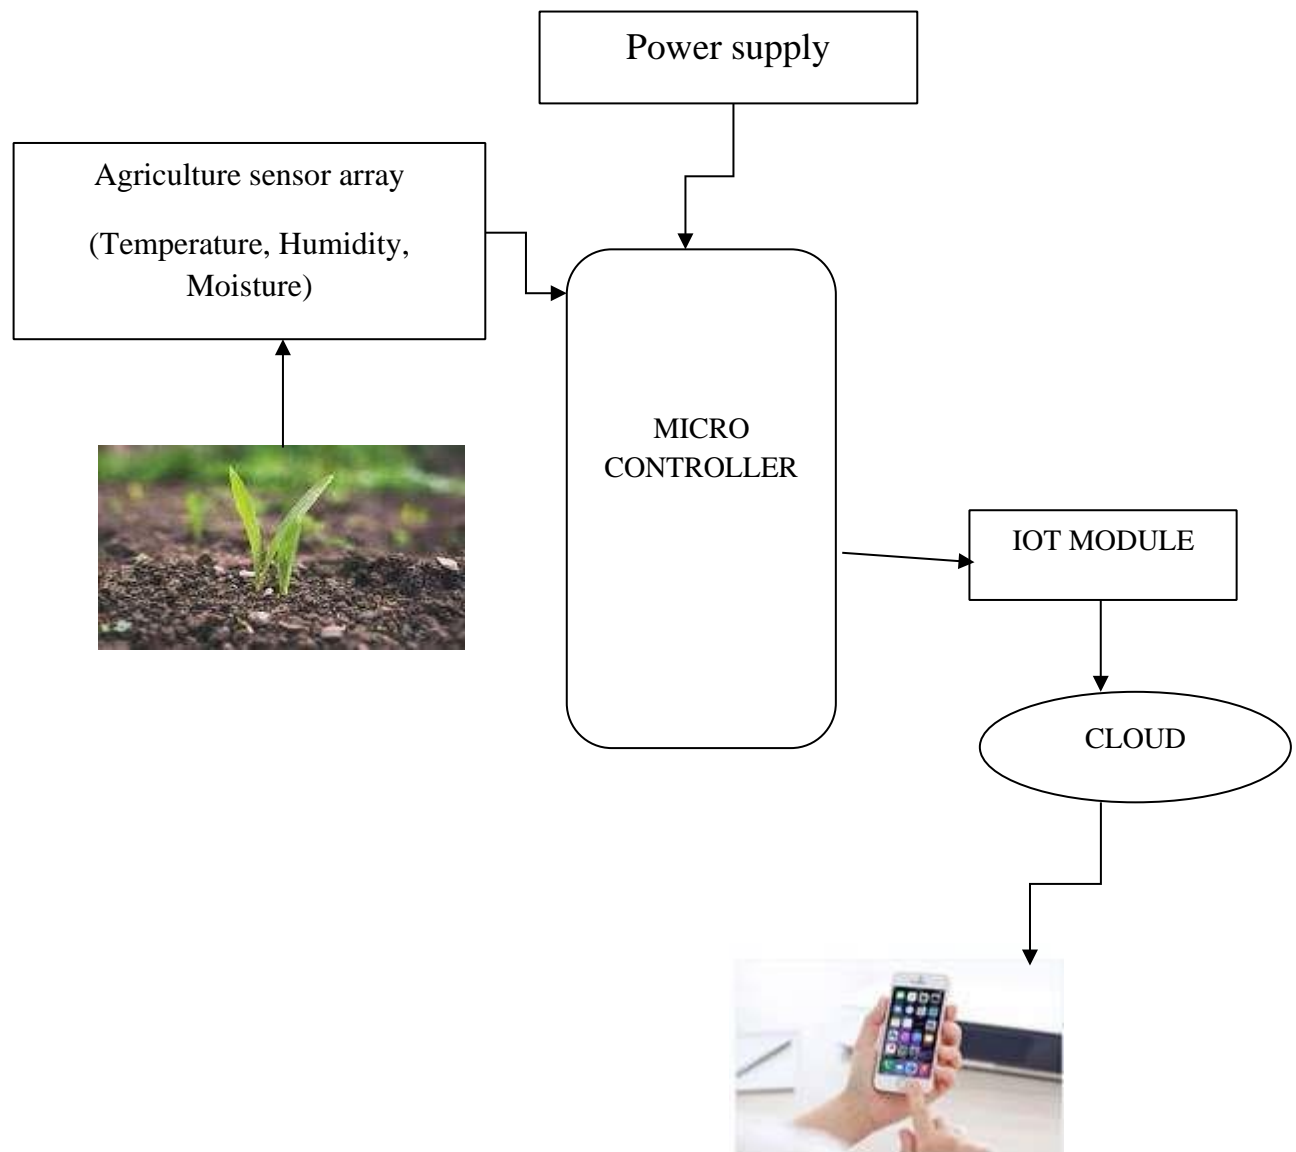 Power supply
Agriculture sensor array
(Temperature, Humidity,
Moisture)
MICRO
CONTROLLER
IOT MODULE
CLOUD